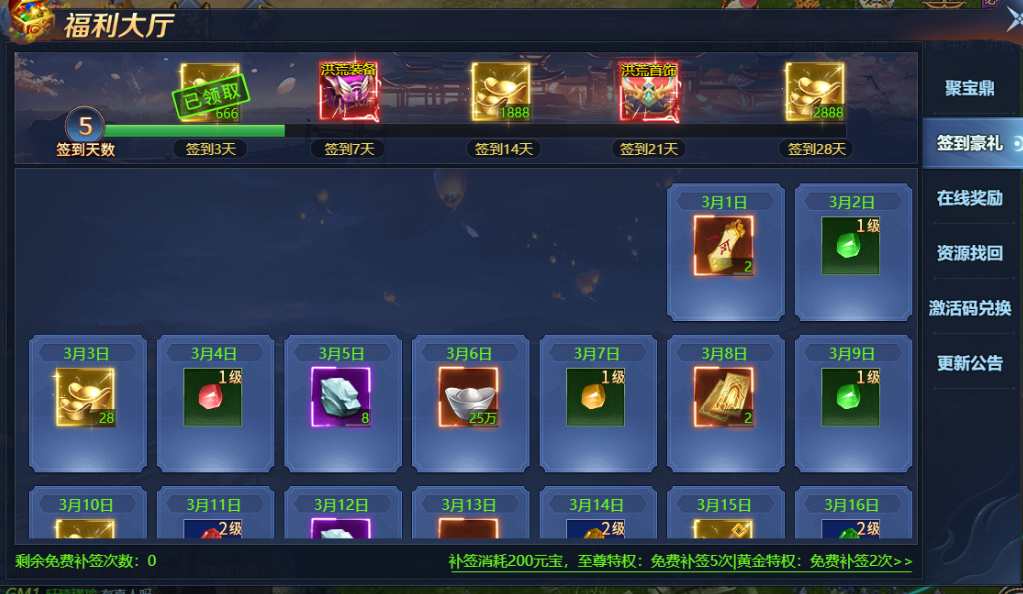 福利大厅
洪荒装备
洪荒首饰
已领取
666
1888
2888
5
签到天数
签到3天
签到7天
签到14天
签到21天
签到28天
聚宝鼎
签到豪礼
在线奖励
资源找回
激活码兑换
更新公告
3月1日
2
3月2日
1级
3月3日
28
3月4日
1级
3月5日
8
3月6日
25万
3月7日
1级
3月8日
2
3月9日
1级
3月10日
3月11日
2级
3月12日
3月13日
3月14日
2级
3月15日
3月16日
2级
剩余免费补签次数：0
补签消耗200元宝，至尊特权：免费补签5次|黄金特权：免费补签2次>>